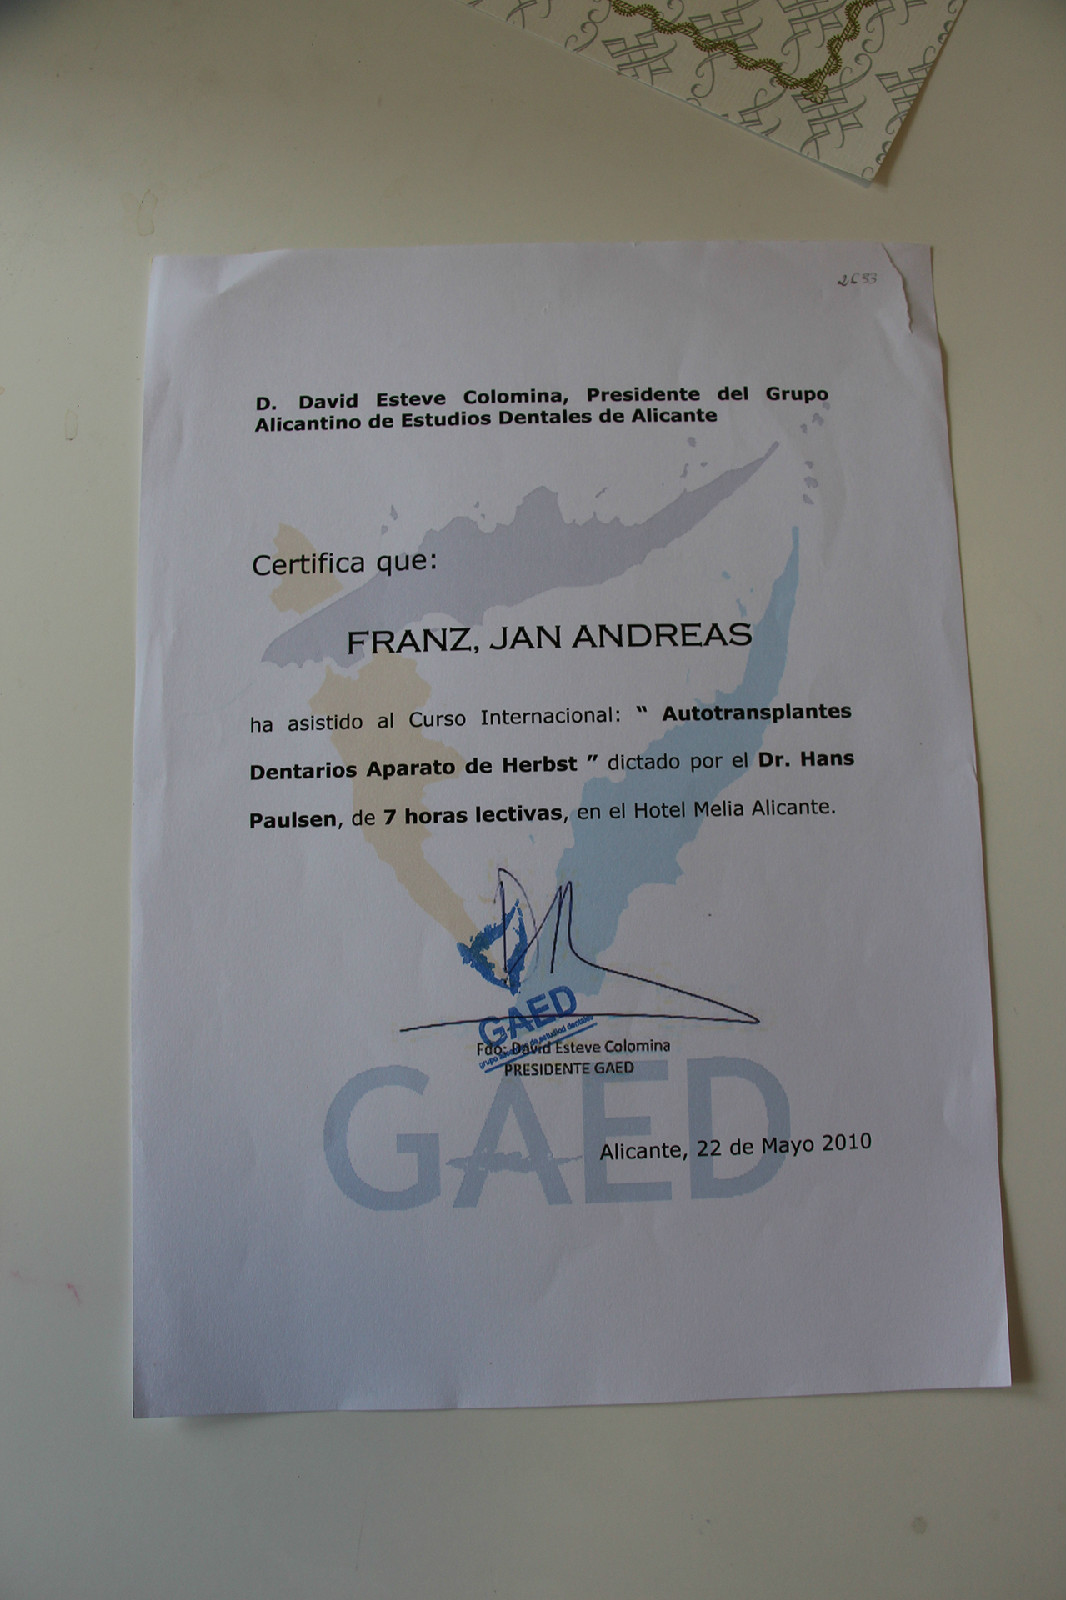 2C53
D. David Esteve Colomina, Presidente del Grupo
Alicantino de Estudios Dentales de Alicante
Certifica que:
FRANZ, JAN ANDREAS
ha asistido al Curso Internacional: “ Autotransplantes
Dentarios Aparato de Herbst ” dictado por el Dr. Hans
Paulsen, de 7 horas lectivas, en el Hotel Melia Alicante.
GAED
Fdo: David Esteve Colomina
PRESIDENTE GAED
GAED
Alicante, 22 de Mayo 2010